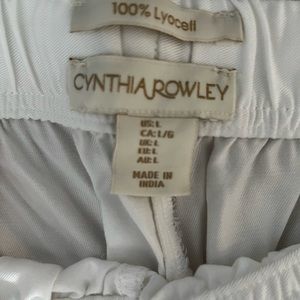 100% Lyocell
CYNTHIA ROWLEY
US: L
CA: L/G
UK: L
EU: L
AU: L
MADE IN
INDIA